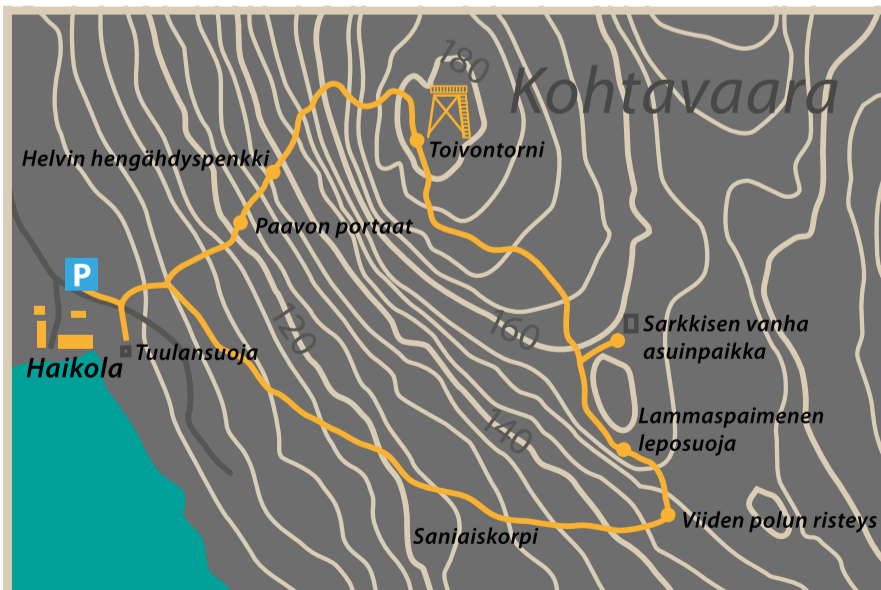 180
Kohtavaara
Toivontorni
Helvin hengähdyspenkki
Paavon portaat
P
120
160
Sarkkisen vanha
asuinpaikka
Tuulansuoja
Haikola
140
Lammaspaimenen
leposuoja
Viiden polun risteys
Saniaiskorpi